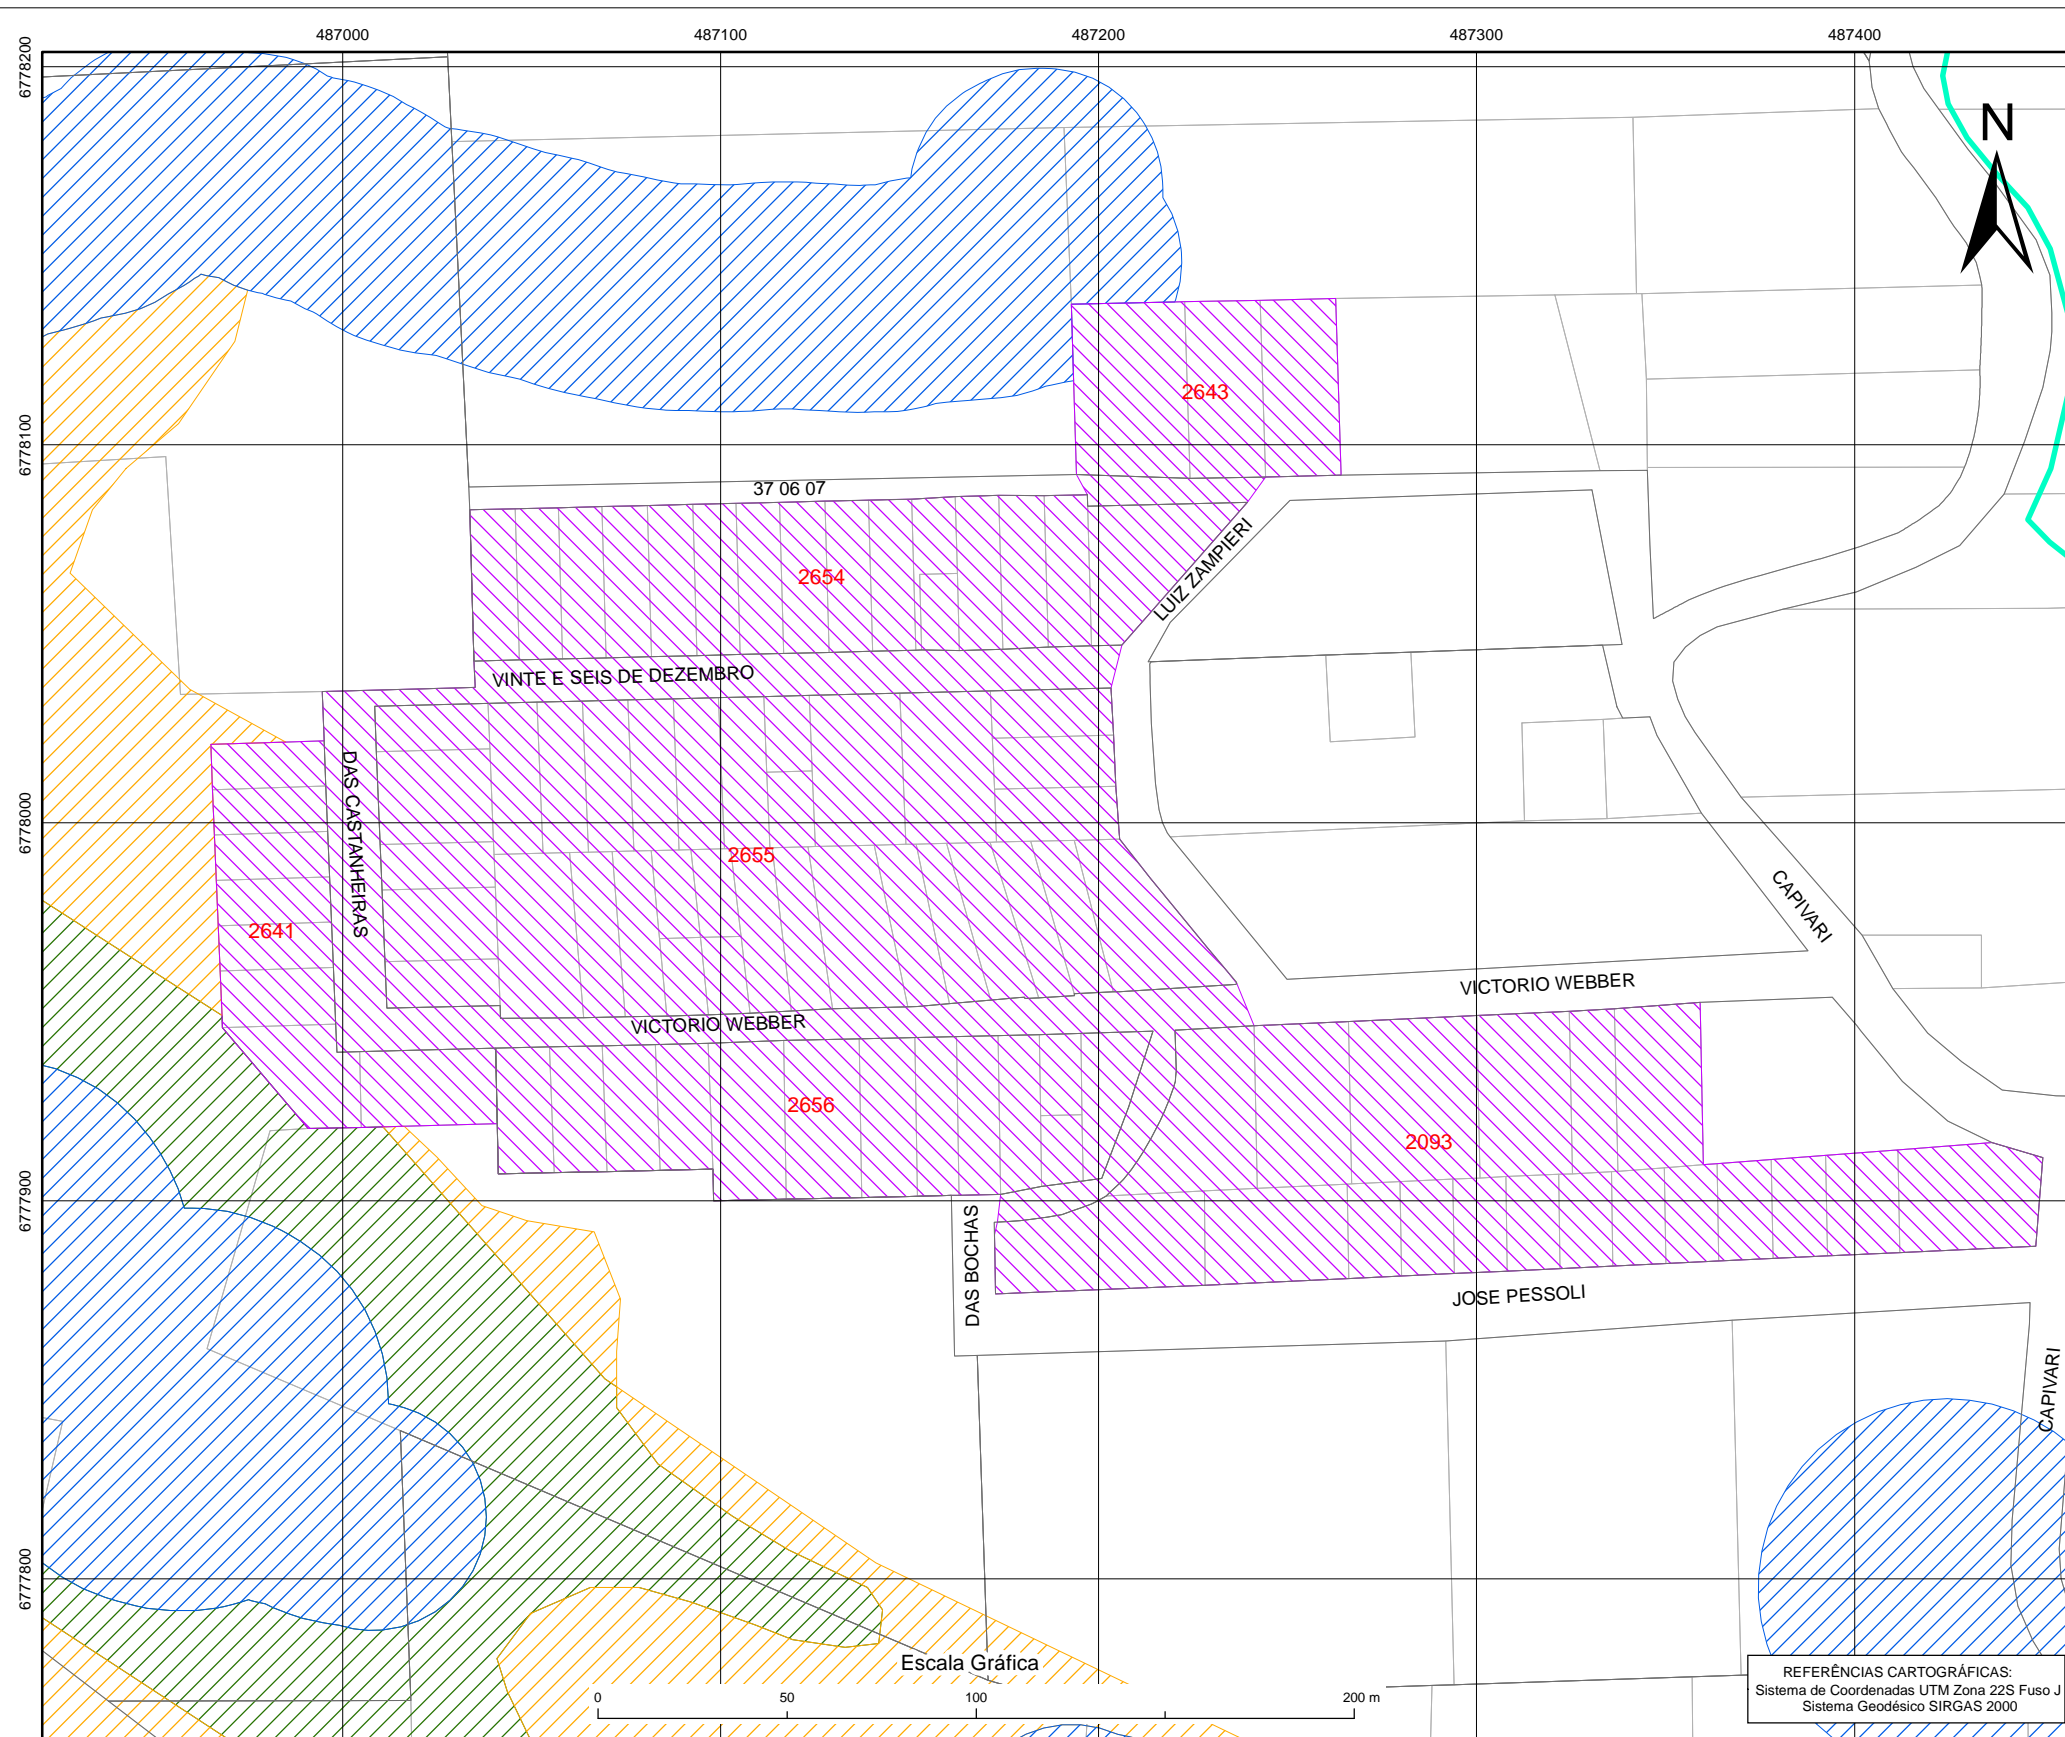 487000
487100
487200
487300
487400
6778200
N
6778100
2643
37 06 07
LUIZ ZAMPIERI
2654
VINTE E SEIS DE DEZEMBRO
6778000
DAS CASTANHEIRAS
2655
CAPIVARI
2641
VICTORIO WEBBER
VICTORIO WEBBER
2656
2093
6777900
DAS BOCHAS
JOSE PESSOLI
CAPIVARI
6777800
Escala Gráfica
0 50 100 200 m
REFERÊNCIAS CARTOGRÁFICAS:
Sistema de Coordenadas UTM Zona 22S Fuso J
Sistema Geodésico SIRGAS 2000